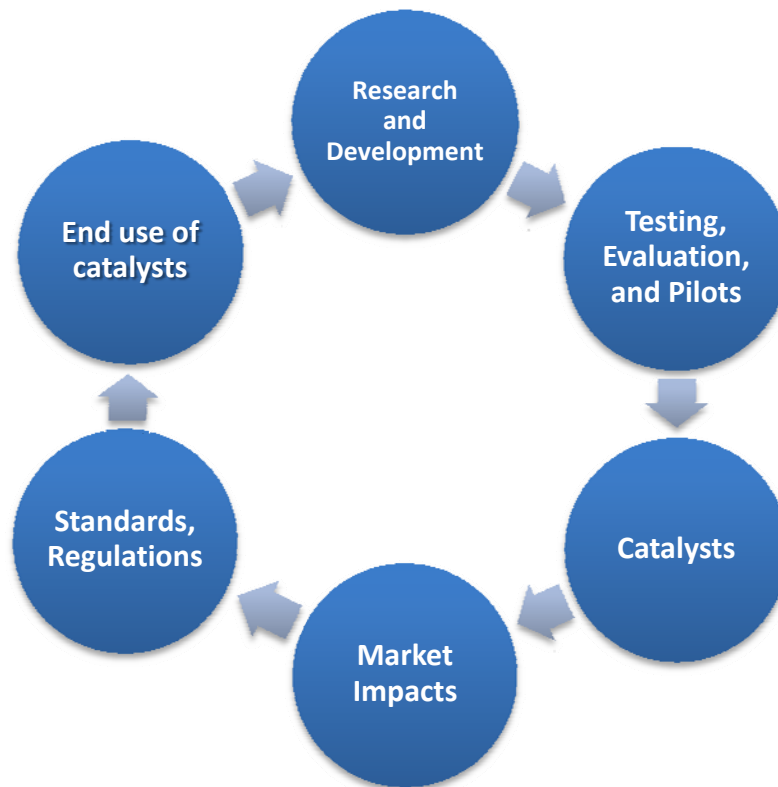 Research
and
Development
Testing,
Evaluation,
and Pilots
Catalysts
Market
Impacts
Standards,
Regulations
End use of
catalysts